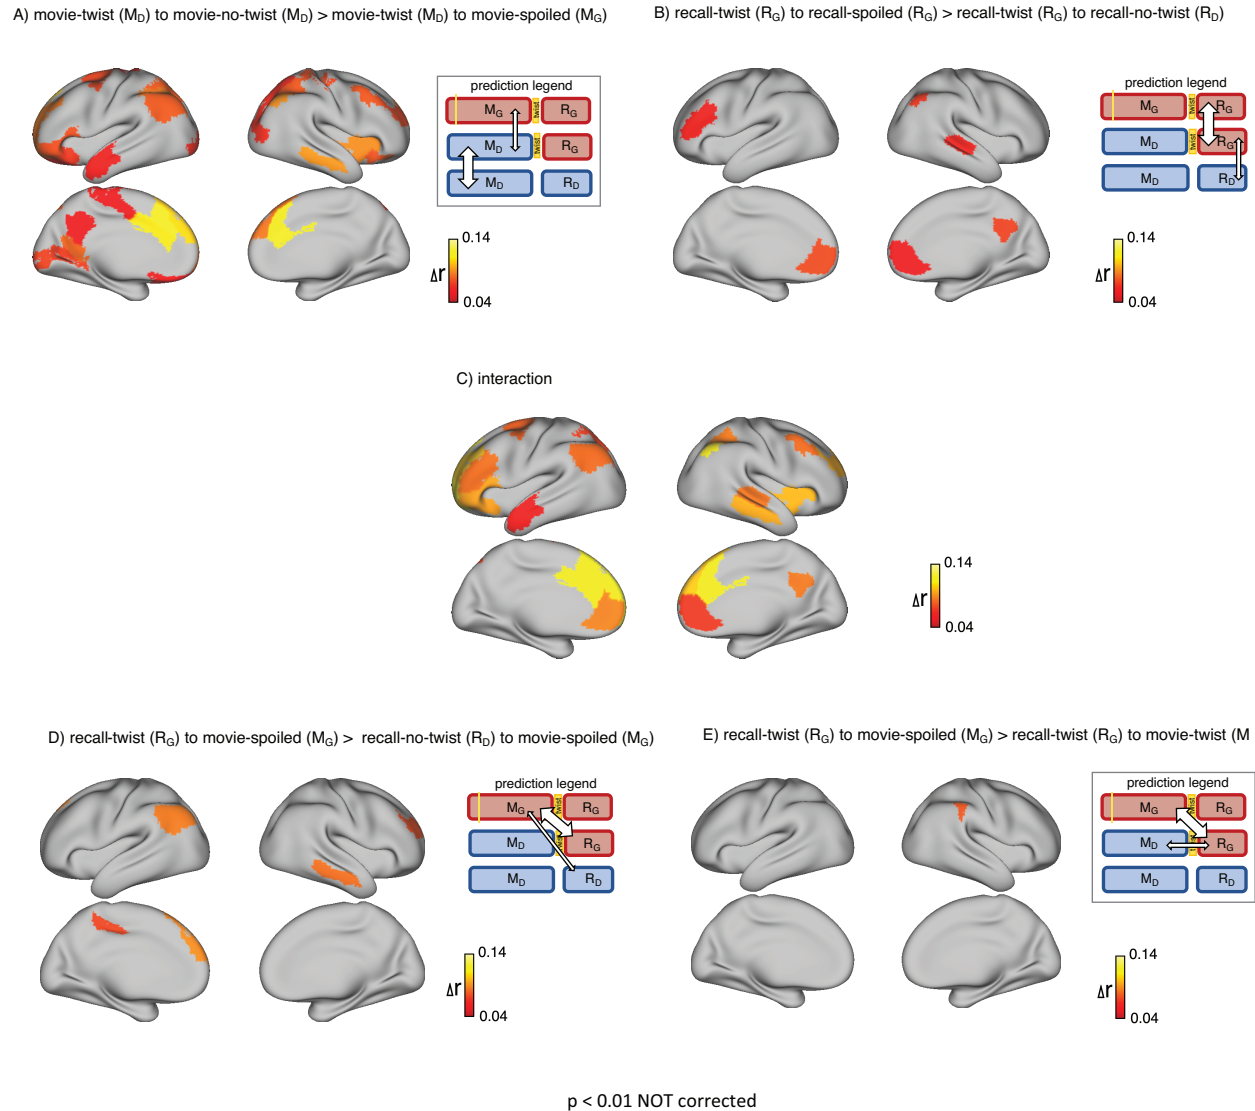 A) movie-twist (MD) to movie-no-twist (MD) > movie-twist (MD) to movie-spoiled (MG)
prediction legend
MG twist RG
MD twist RG
MD RD
0.14
Δr
0.04
B) recall-twist (RG) to recall-spoiled (RG) > recall-twist (RG) to recall-no-twist (RD)
prediction legend
MG twist RG
MD twist RG
MD RD
0.14
Δr
0.04
C) interaction
0.14
Δr
0.04
D) recall-twist (RG) to movie-spoiled (MG) > recall-no-twist (RD) to movie-spoiled (MG)
prediction legend
MG twist RG
MD RG
MD RD
0.14
Δr
0.04
E) recall-twist (RG) to movie-spoiled (MG) > recall-twist (RG) to movie-twist (M
prediction legend
MG twist RG
MD RG
MD RD
0.14
Δr
0.04
p < 0.01 NOT corrected